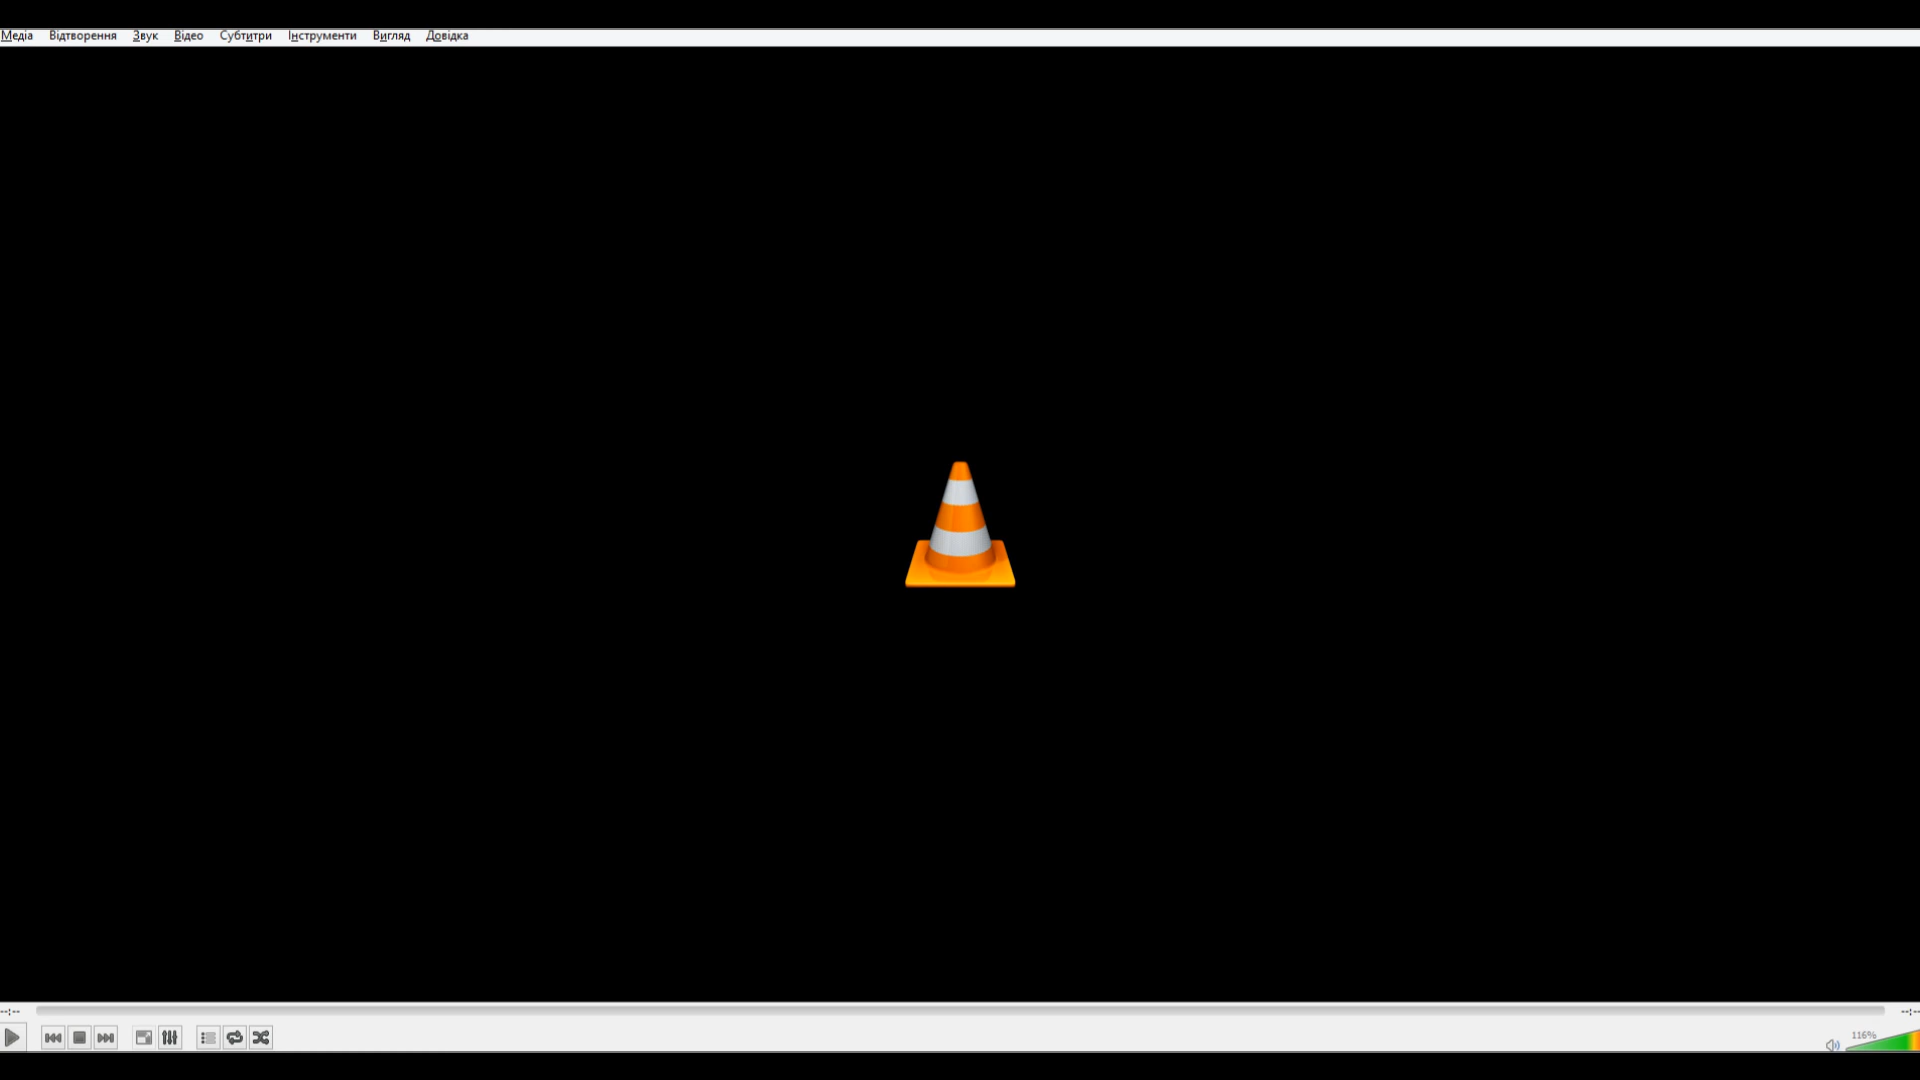 Медіа Відтворення Звук Відео Субтитри Інструменти Вигляд Довідка
--:-- --:--
116%